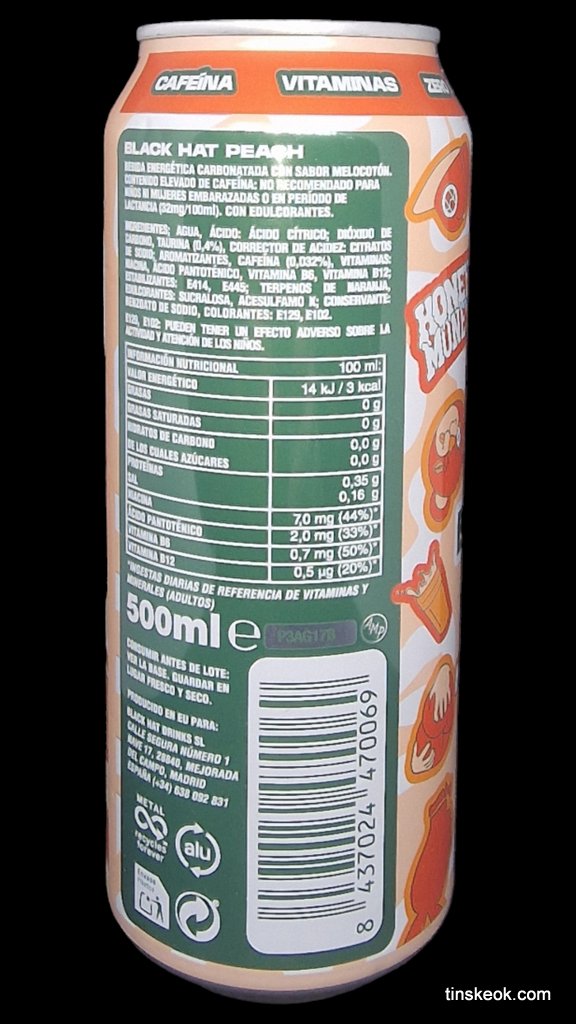 CAFEÍNA VITAMINAS
BLACK HAT PEACH
BEBIDA ENERGÉTICA CARBONATADA CON SABOR MELOCOTÓN.
CONTENIDO ELEVADO DE CAFEÍNA: NO RECOMENDADO PARA
NIÑOS NI MUJERES EMBARAZADAS O EN PERÍODO DE
LACTANCIA (32mg/100ml). CON EDULCORANTES.
INGREDIENTES: AGUA, ÁCIDO: ÁCIDO CÍTRICO; DIÓXIDO DE
CARBONO, TAURINA (0,4%), CORRECTOR DE ACIDEZ: CITRATOS
DE SODIO; AROMATIZANTES, CAFEÍNA (0,032%), VITAMINAS:
NIACINA, ÁCIDO PANTOTÉNICO, VITAMINA B6, VITAMINA B12;
ESTABILIZANTES: E414, E445; TERPENOS DE NARANJA,
EDULCORANTES: SUCRALOSA, ACESULFAMO K; CONSERVANTE:
BENZOATO DE SODIO, COLORANTES: E129, E102.
E129, E102: PUEDEN TENER UN EFECTO ADVERSO SOBRE LA
ACTIVIDAD Y ATENCIÓN DE LOS NIÑOS.
INFORMACIÓN NUTRICIONAL 100 ml:
VALOR ENERGÉTICO 14 kJ / 3 kcal
GRASAS 0 g
GRASAS SATURADAS 0 g
HIDRATOS DE CARBONO 0,0 g
DE LOS CUALES AZÚCARES 0,0 g
PROTEÍNAS 0,35 g
SAL 0,16 g
NIACINA 7,0 mg (44%)*
ÁCIDO PANTOTÉNICO 2,0 mg (33%)*
VITAMINA B6 0,7 mg (50%)*
VITAMINA B12 0,5 µg (20%)*
*INGESTAS DIARIAS DE REFERENCIA DE VITAMINAS Y
MINERALES (ADULTOS)
500ml e P3AG17B AMP
CONSUMIR ANTES DE LOTE:
VER LA BASE. GUARDAR EN
LUGAR FRESCO Y SECO.
PRODUCIDO EN EU PARA:
BLACK HAT DRINKS SL
CALLE SEGURA NÚMERO 1
NAVE 17, 28840, MEJORADA
DEL CAMPO, MADRID
ESPAÑA (+34) 638 092 831
METAL
recycles
forever
alu
8 437024 470069
tinskeok.com